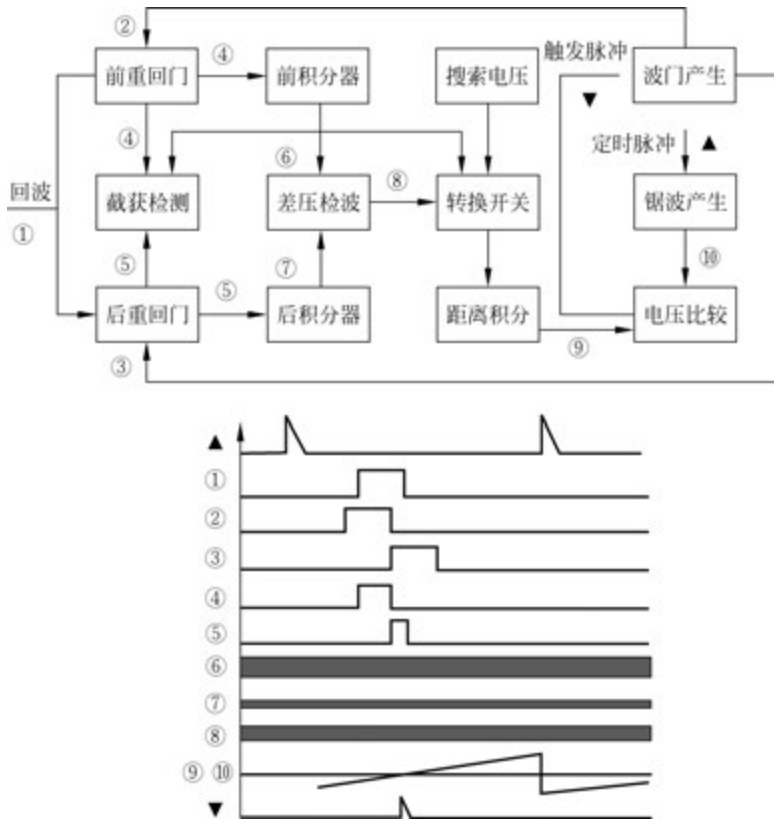 ②
触发脉冲
前重回门
④
前积分器
搜索电压
波门产生
▼
④
⑥
定时脉冲
▲
回波
①
截获检测
差压检波
⑧
转换开关
锯波产生
⑤
⑦
⑩
后重回门
⑤
后积分器
距离积分
⑨
电压比较
③
▲
①
②
③
④
⑤
⑥
⑦
⑧
⑨ ⑩
▼